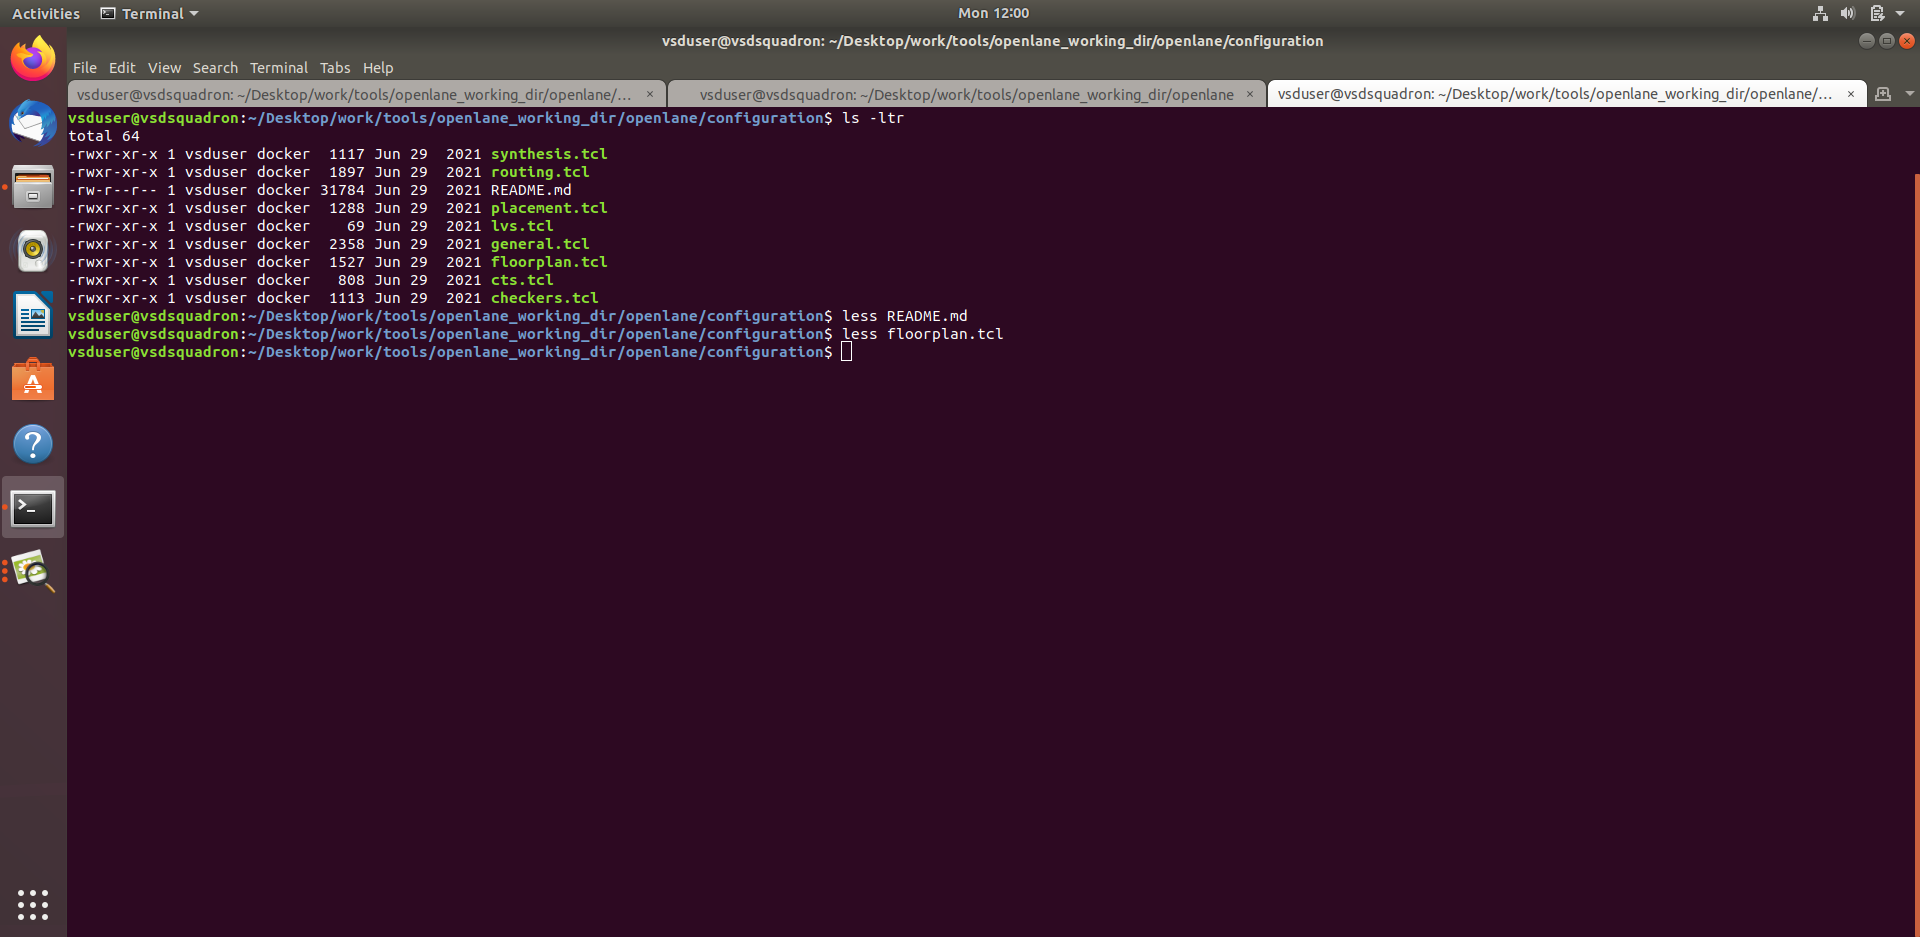 Activities Terminal Mon 12:00
vsduser@vsdsquadron: ~/Desktop/work/tools/openlane_working_dir/openlane/configuration
File Edit View Search Terminal Tabs Help
vsduser@vsdsquadron: ~/Desktop/work/tools/openlane_working_dir/openlane/... × vsduser@vsdsquadron: ~/Desktop/work/tools/openlane_working_dir/openlane × vsduser@vsdsquadron: ~/Desktop/work/tools/openlane_working_dir/openlane/... ×
vsduser@vsdsquadron:~/Desktop/work/tools/openlane_working_dir/openlane/configuration$ ls -ltr
total 64
-rwxr-xr-x 1 vsduser docker  1117 Jun 29  2021 synthesis.tcl
-rwxr-xr-x 1 vsduser docker  1897 Jun 29  2021 routing.tcl
-rw-r--r-- 1 vsduser docker 31784 Jun 29  2021 README.md
-rwxr-xr-x 1 vsduser docker  1288 Jun 29  2021 placement.tcl
-rwxr-xr-x 1 vsduser docker    69 Jun 29  2021 lvs.tcl
-rwxr-xr-x 1 vsduser docker  2358 Jun 29  2021 general.tcl
-rwxr-xr-x 1 vsduser docker  1527 Jun 29  2021 floorplan.tcl
-rwxr-xr-x 1 vsduser docker   808 Jun 29  2021 cts.tcl
-rwxr-xr-x 1 vsduser docker  1113 Jun 29  2021 checkers.tcl
vsduser@vsdsquadron:~/Desktop/work/tools/openlane_working_dir/openlane/configuration$ less README.md
vsduser@vsdsquadron:~/Desktop/work/tools/openlane_working_dir/openlane/configuration$ less floorplan.tcl
vsduser@vsdsquadron:~/Desktop/work/tools/openlane_working_dir/openlane/configuration$